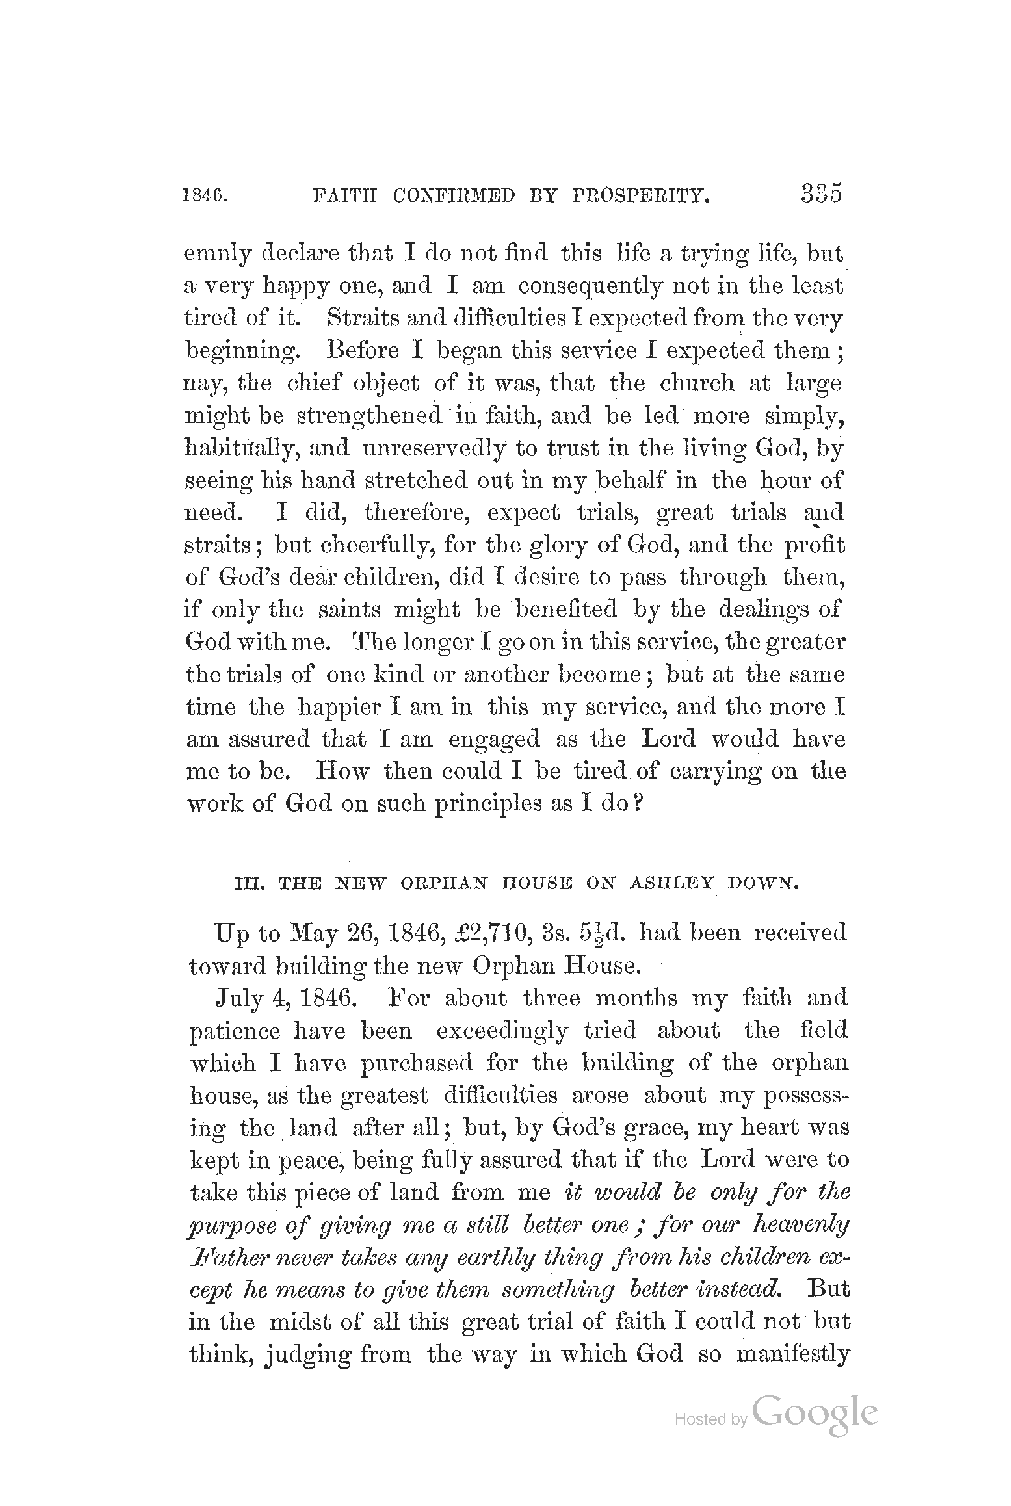 1846. FAITH CONFIRMED BY PROSPERITY. 335
emnly declare that I do not find this life a trying life, but
a very happy one, and I am consequently not in the least
tired of it. Straits and difficulties I expected from the very
beginning. Before I began this service I expected them;
nay, the chief object of it was, that the church at large
might be strengthened in faith, and be led more simply,
habitually, and unreservedly to trust in the living God, by
seeing his hand stretched out in my behalf in the hour of
need. I did, therefore, expect trials, great trials and
straits; but cheerfully, for the glory of God, and the profit
of God's dear children, did I desire to pass through them,
if only the saints might be benefited by the dealings of
God with me. The longer I go on in this service, the greater
the trials of one kind or another become; but at the same
time the happier I am in this my service, and the more I
am assured that I am engaged as the Lord would have
me to be. How then could I be tired of carrying on the
work of God on such principles as I do?
III. THE NEW ORPHAN HOUSE ON ASHLEY DOWN.
Up to May 26, 1846, £2,710, 3s. 5½d. had been received
toward building the new Orphan House.
July 4, 1846. For about three months my faith and
patience have been exceedingly tried about the field
which I have purchased for the building of the orphan
house, as the greatest difficulties arose about my possess-
ing the land after all; but, by God's grace, my heart was
kept in peace, being fully assured that if the Lord were to
take this piece of land from me it would be only for the
purpose of giving me a still better one; for our heavenly
Father never takes any earthly thing from his children ex-
cept he means to give them something better instead. But
in the midst of all this great trial of faith I could not but
think, judging from the way in which God so manifestly
Hosted by Google